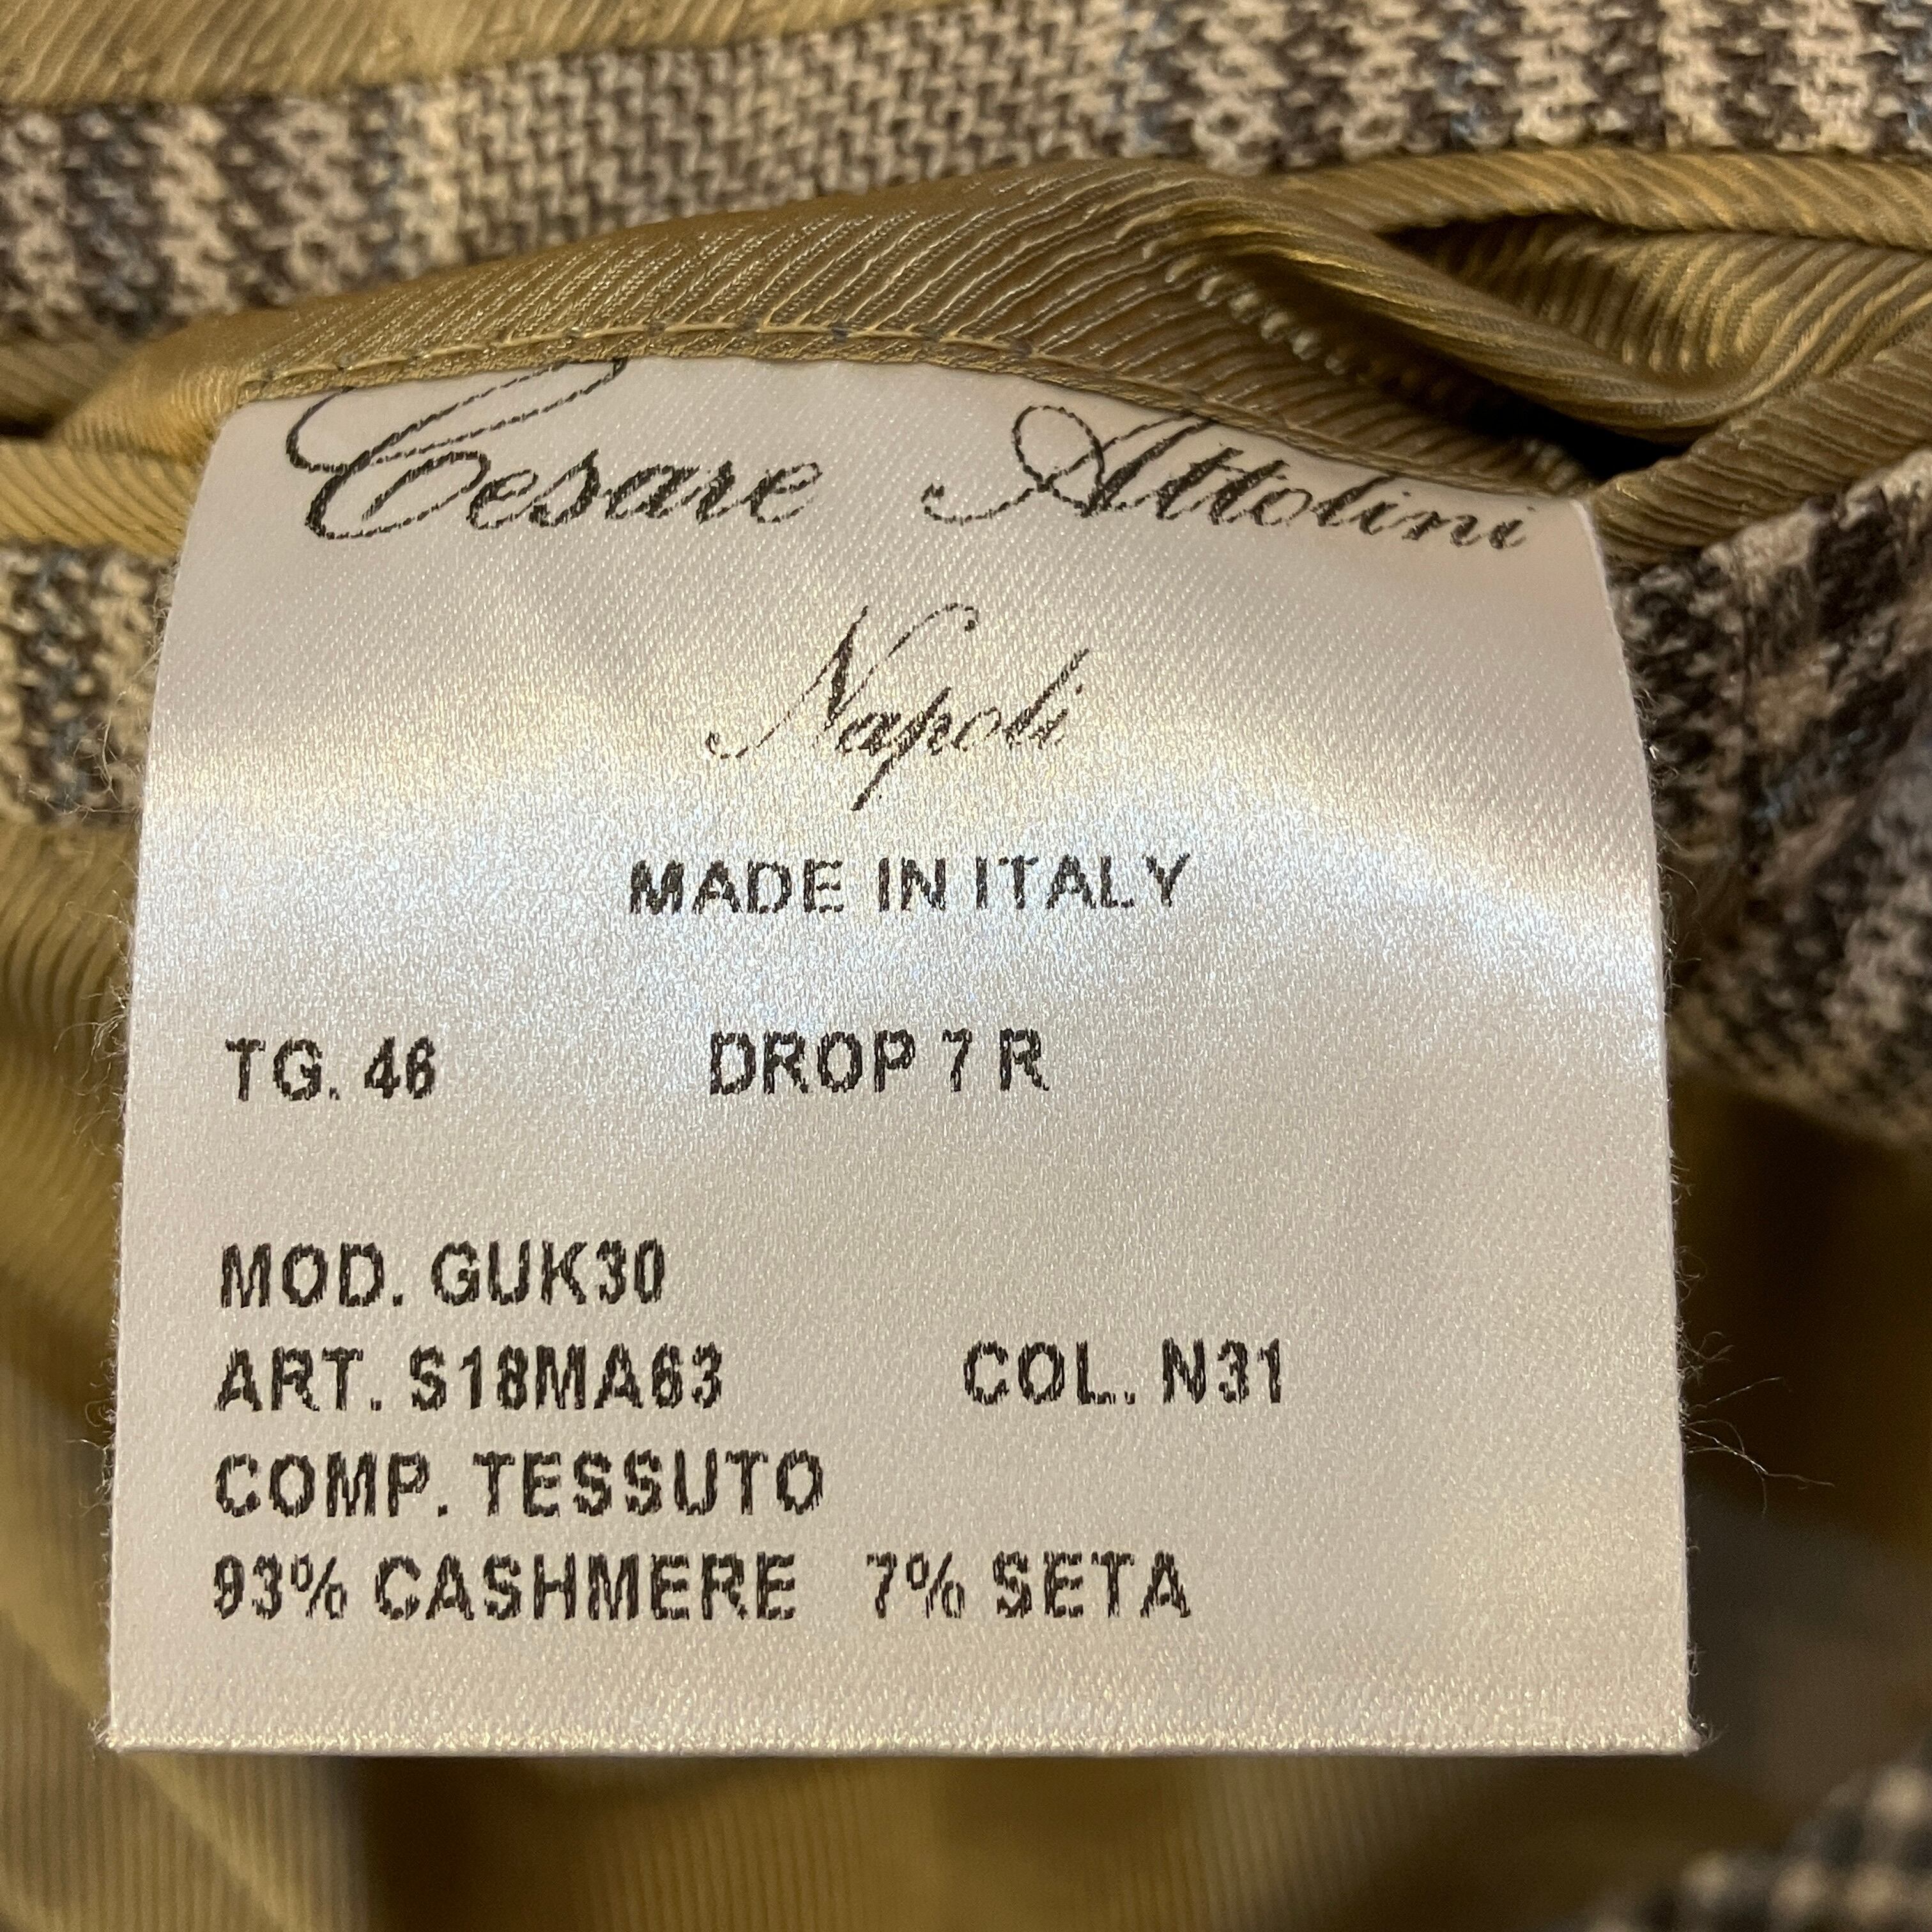 Cesare Attolini
Napoli
MADE IN ITALY
TG. 46 DROP 7 R
MOD. GUK30
ART. S18MA63 COL. N31
COMP. TESSUTO
93% CASHMERE 7% SETA